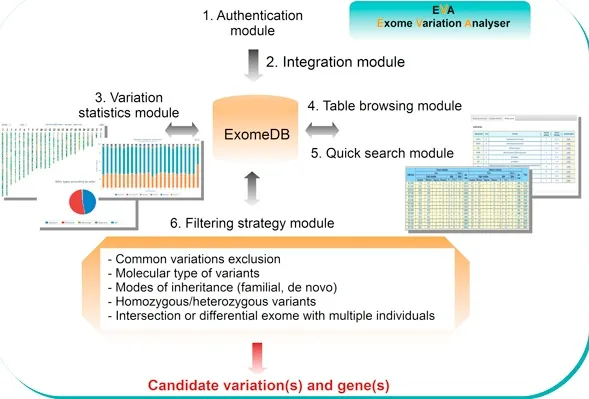 EVA
Exome Variation Analyser
1. Authentication
module
2. Integration module
3. Variation
statistics module
ExomeDB
4. Table browsing module
5. Quick search module
6. Filtering strategy module
- Common variations exclusion
- Molecular type of variants
- Modes of inheritance (familial, de novo)
- Homozygous/heterozygous variants
- Intersection or differential exome with multiple individuals
Candidate variation(s) and gene(s)